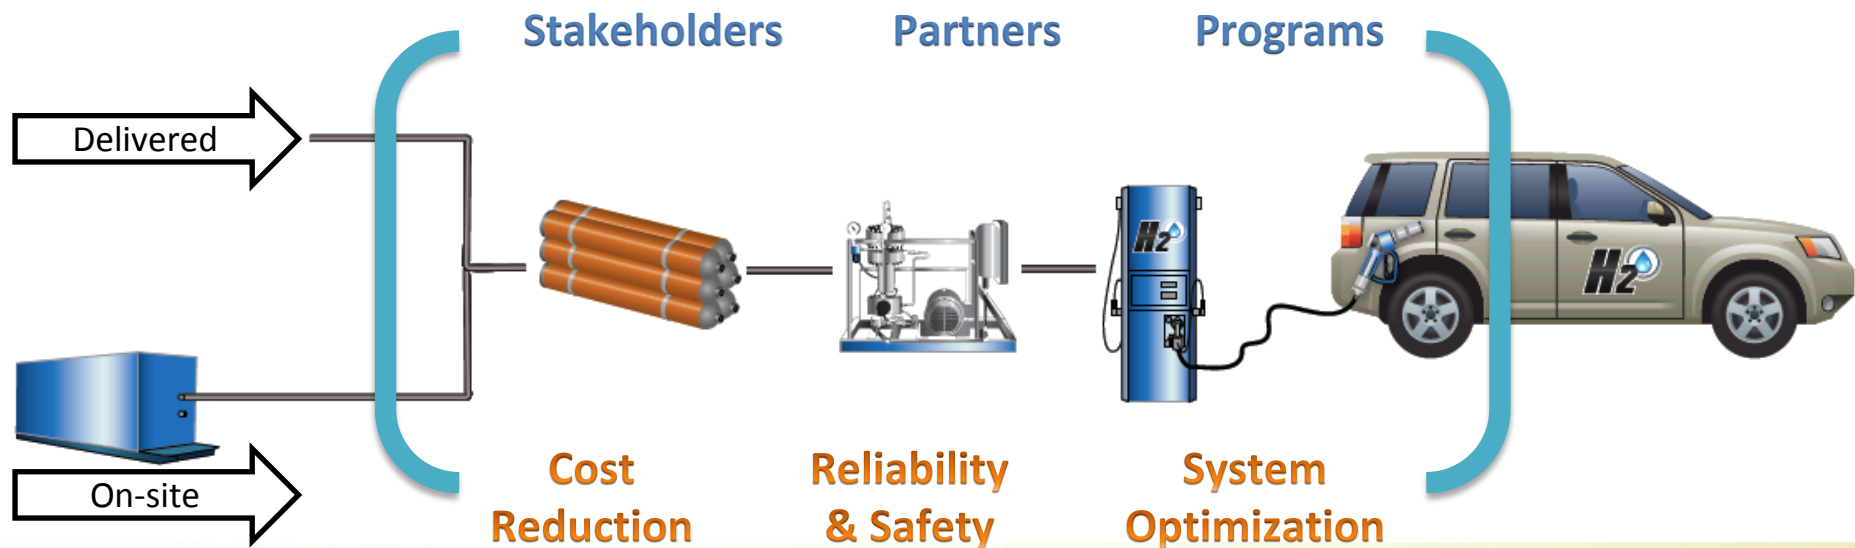 Stakeholders Partners Programs
Delivered
H2
H2
On-site
Cost
Reduction
Reliability
& Safety
System
Optimization